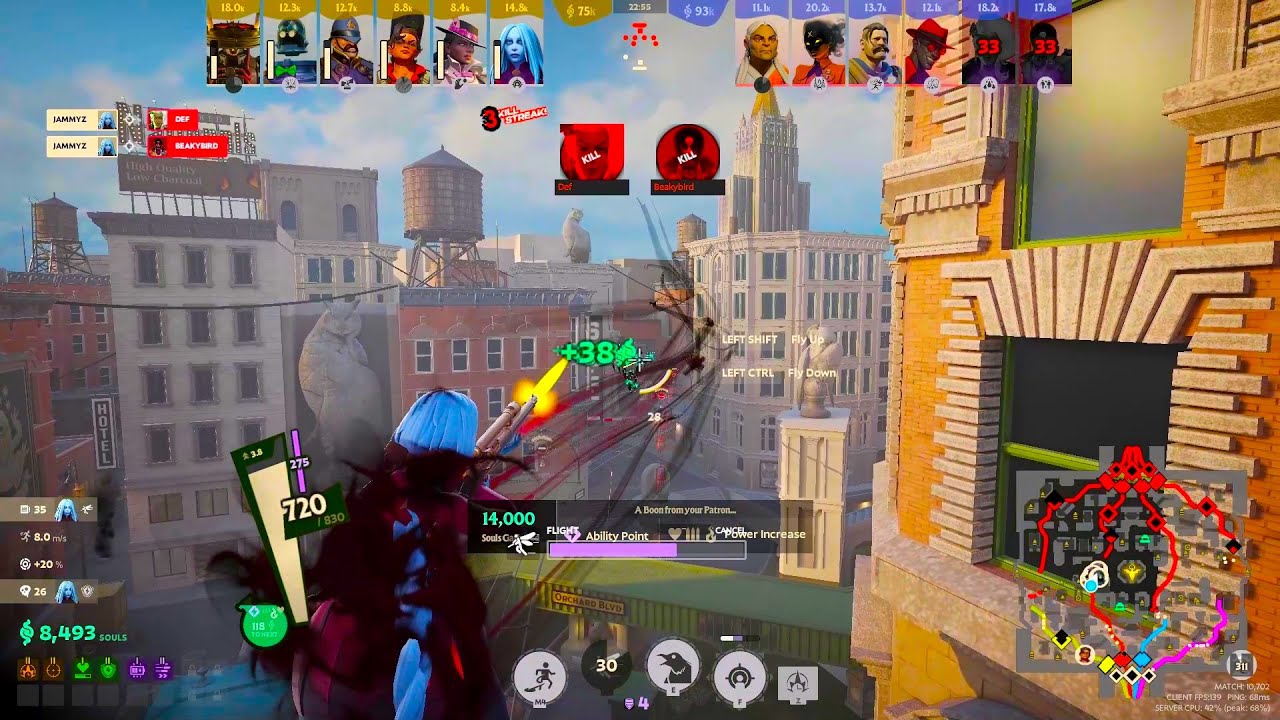 18.0k 12.3k 12.7k 8.8k 8.4k 14.8k 75k 22:55 93k 11.1k 20.2k 13.7k 12.1k 18.2k 17.8k
33 33
JAMMYZ DEF
JAMMYZ BEAKYBIRD
3 KILL STREAK!
KILL KILL
Def Beakybird
High Quality
Low Charcoal
+38
LEFT SHIFT Fly Up
LEFT CTRL Fly Down
28
HOTEL
3.8
275
720 / 830
35
8.0 m/s
+20 %
26
8,493 SOULS
118
TO NEXT
A Boon from your Patron...
14,000
FLIGHT Ability Point CANCEL Power Increase
ORCHARD BLVD
30
M4 E F Z
4
311
MATCH: 10,702
CLIENT FPS:139 PING: 68ms
SERVER CPU: 42% (peak: 68%)